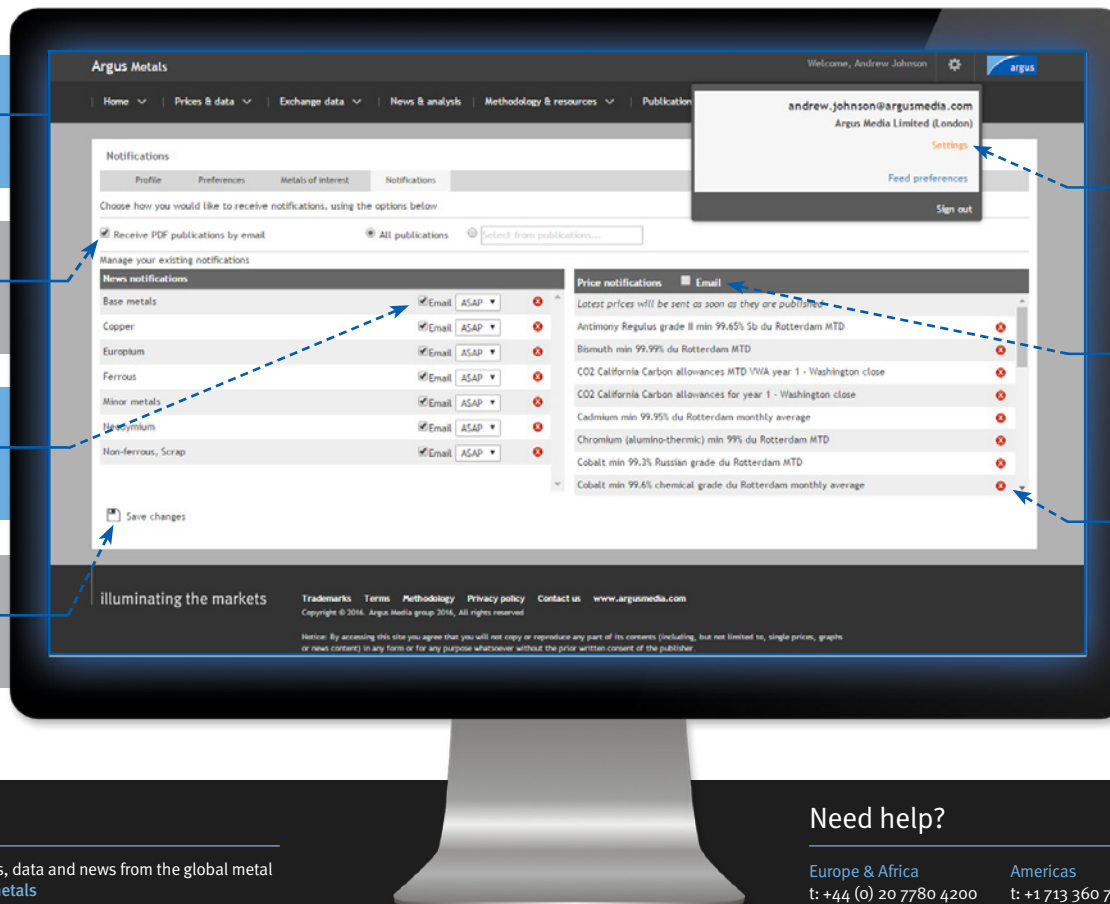 Argus Metals
Welcome, Andrew Johnson
argus
Home
Prices & data
Exchange data
News & analysis
Methodology & resources
Publication
andrew.johnson@argusmedia.com
Argus Media Limited (London)
Settings
Feed preferences
Sign out
Notifications
Profile Preferences Metals of interest Notifications
Choose how you would like to receive notifications, using the options below
Receive PDF publications by email All publications Select from publications...
Manage your existing notifications
News notifications
Base metals Email ASAP
Copper Email ASAP
Europium Email ASAP
Ferrous Email ASAP
Minor metals Email ASAP
Neodymium Email ASAP
Non-ferrous, Scrap Email ASAP
Price notifications Email
Latest prices will be sent as soon as they are published
Antimony Regulus grade II min 99.65% Sb du Rotterdam MTD
Bismuth min 99.99% du Rotterdam MTD
CO2 California Carbon allowances MTD VWA year 1 - Washington close
CO2 California Carbon allowances for year 1 - Washington close
Cadmium min 99.95% du Rotterdam monthly average
Chromium (alumino-thermic) min 99% du Rotterdam MTD
Cobalt min 99.3% Russian grade du Rotterdam MTD
Cobalt min 99.6% chemical grade du Rotterdam monthly average
Save changes
illuminating the markets
Trademarks Terms Methodology Privacy policy Contact us www.argusmedia.com
Copyright © 2016. Argus Media group 2016, All rights reserved
Notice: By accessing this site you agree that you will not copy or reproduce any part of its contents (including, but not limited to, single prices, graphs
or news content) in any form or for any purpose whatsoever without the prior written consent of the publisher.
s, data and news from the global metal
etals
Need help?
Europe & Africa
t: +44 (0) 20 7780 4200
Americas
t: +1 713 360 7